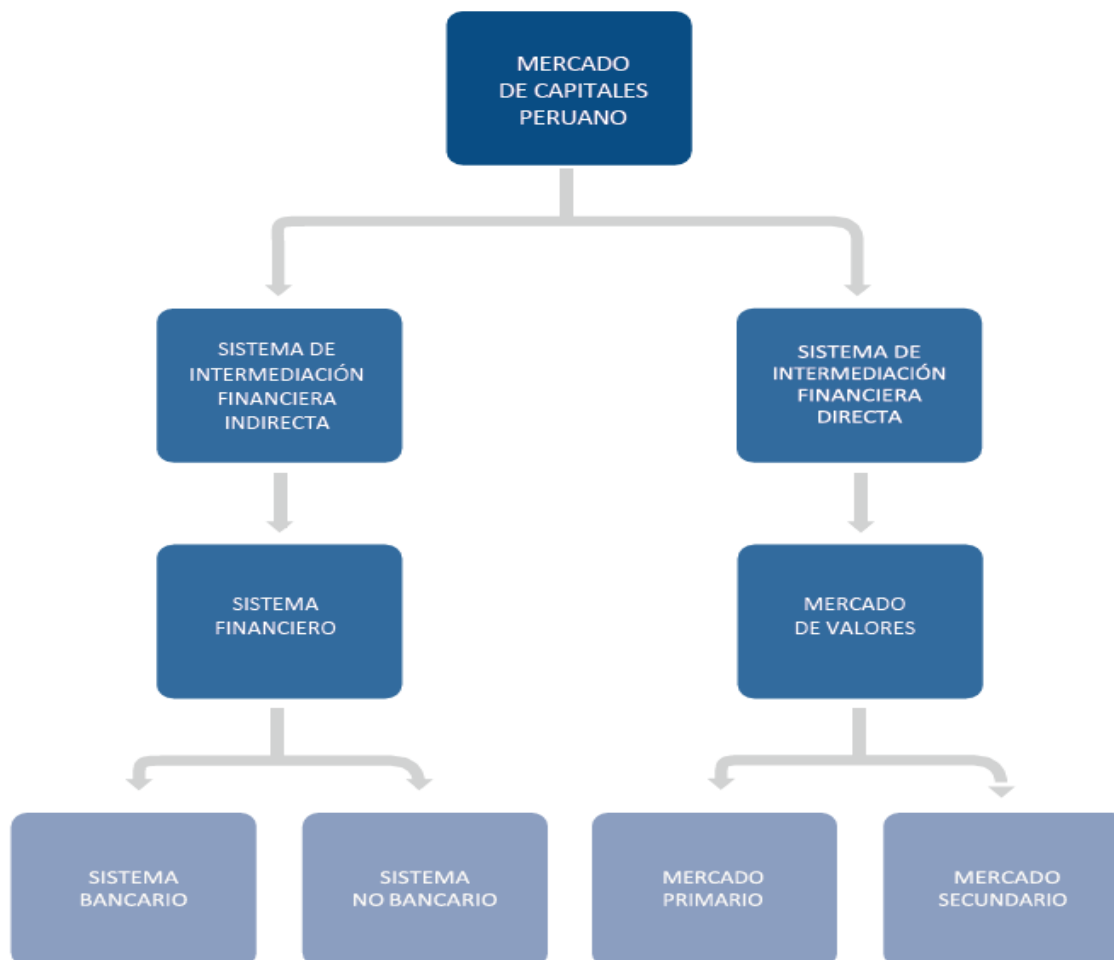 MERCADO
DE CAPITALES
PERUANO
SISTEMA DE
INTERMEDIACIÓN
FINANCIERA
INDIRECTA
SISTEMA DE
INTERMEDIACIÓN
FINANCIERA
DIRECTA
SISTEMA
FINANCIERO
MERCADO
DE VALORES
SISTEMA
BANCARIO
SISTEMA
NO BANCARIO
MERCADO
PRIMARIO
MERCADO
SECUNDARIO